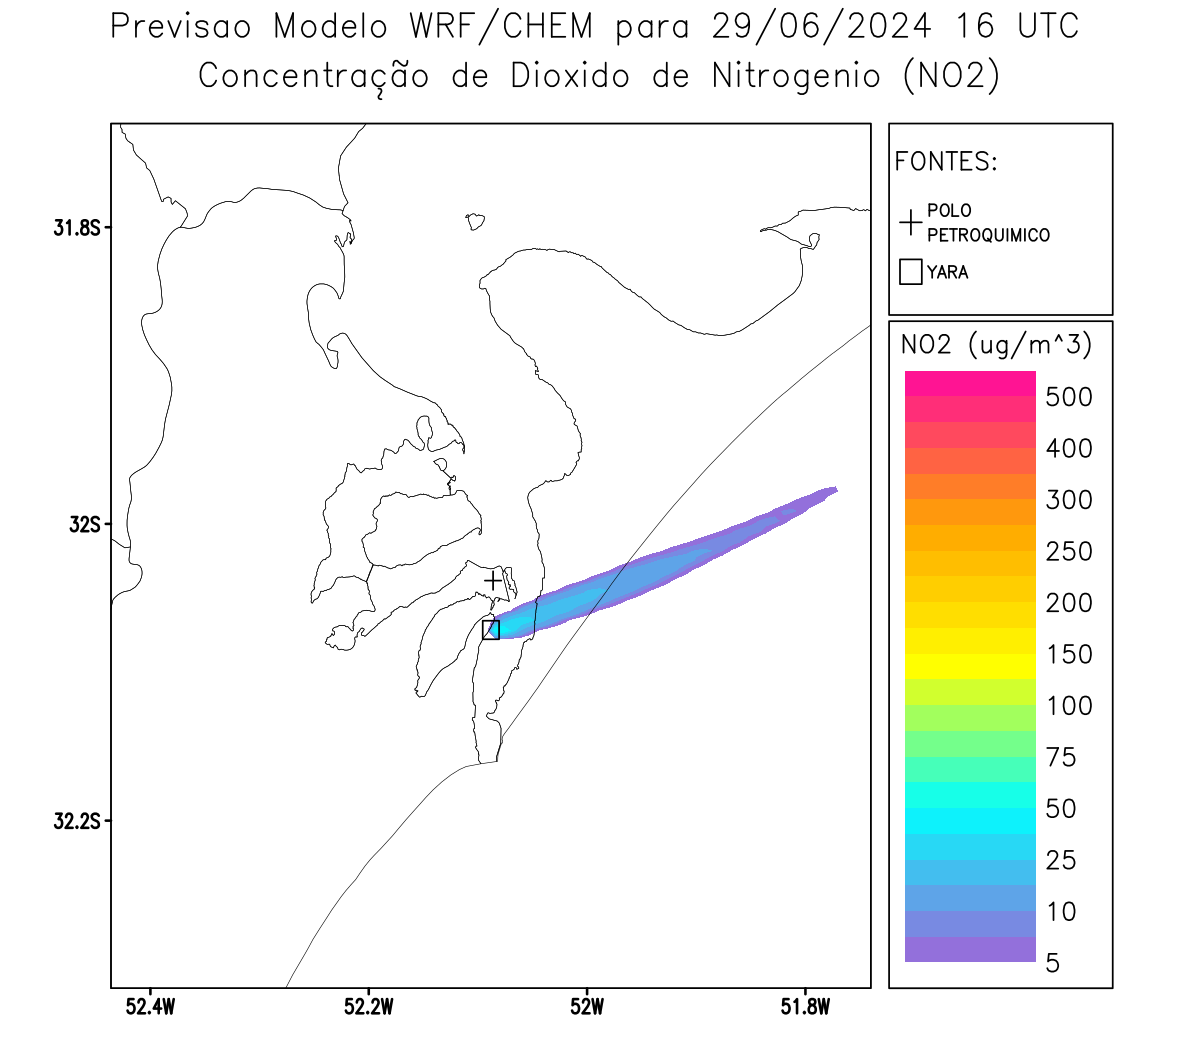 Previsao Modelo WRF/CHEM para 29/06/2024 16 UTC
Concentração de Dioxido de Nitrogenio (NO2)
FONTES:
POLO
PETROQUIMICO
YARA
31.8S
32S
32.2S
52.4W
52.2W
52W
51.8W
NO2 (ug/m^3)
500
400
300
250
200
150
100
75
50
25
10
5